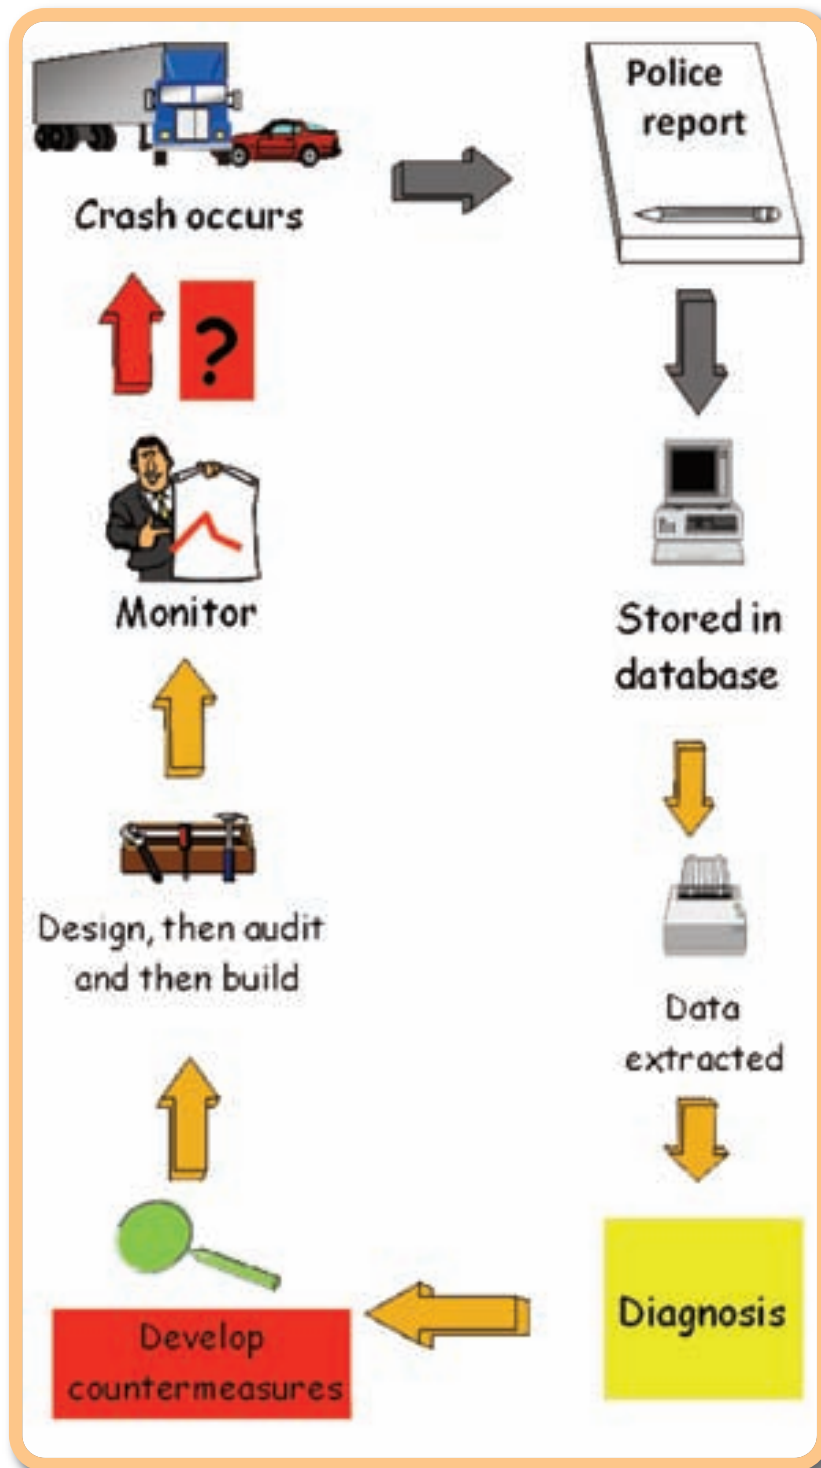 Crash occurs
Police
report
Stored in
database
Data
extracted
Diagnosis
Develop
countermeasures
Design, then audit
and then build
Monitor
?